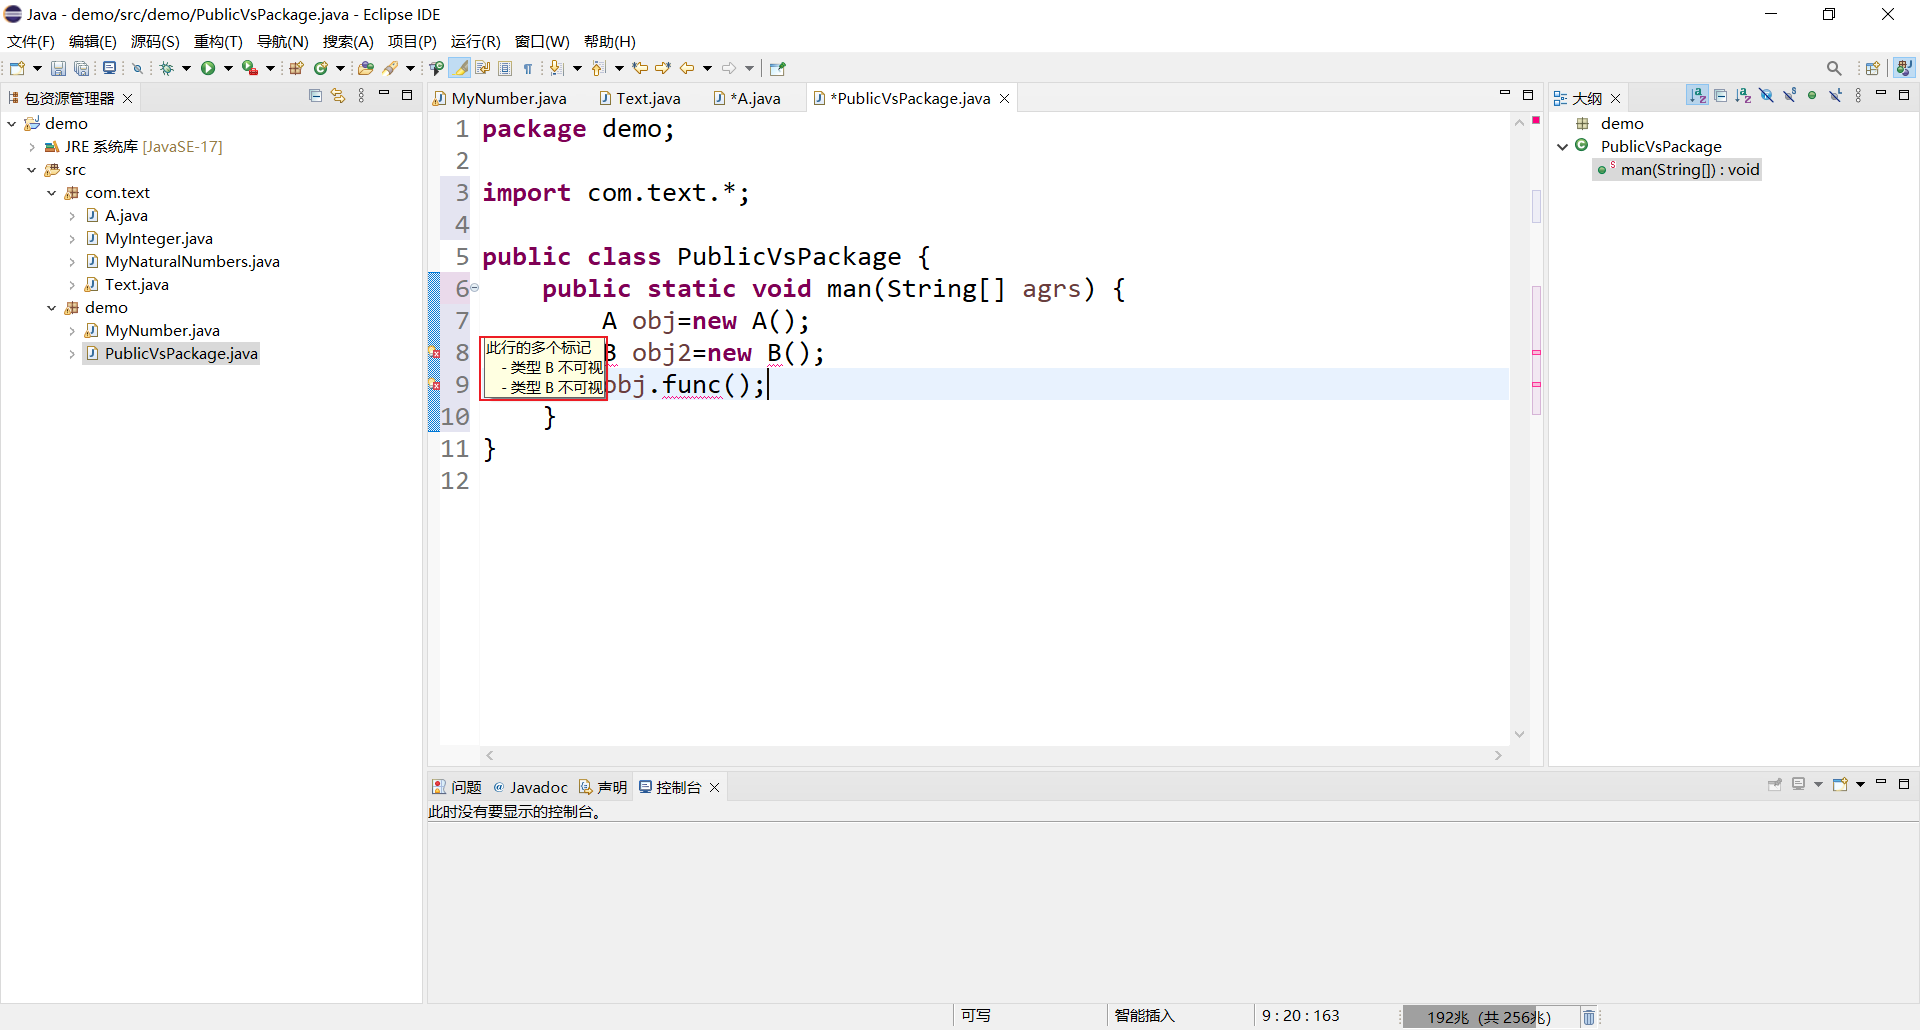 Java - demo/src/demo/PublicVsPackage.java - Eclipse IDE
文件(F) 编辑(E) 源码(S) 重构(T) 导航(N) 搜索(A) 项目(P) 运行(R) 窗口(W) 帮助(H)
包资源管理器
demo
JRE 系统库 [JavaSE-17]
src
com.text
A.java
MyInteger.java
MyNaturalNumbers.java
Text.java
demo
MyNumber.java
PublicVsPackage.java
MyNumber.java Text.java *A.java *PublicVsPackage.java
1 package demo;
2
3 import com.text.*;
4
5 public class PublicVsPackage {
6 public static void man(String[] agrs) {
7 A obj=new A();
8 B obj2=new B();
9 obj.func();
10 }
11 }
12
此行的多个标记
- 类型 B 不可视
- 类型 B 不可视
大纲
demo
PublicVsPackage
man(String[]) : void
问题 @ Javadoc 声明 控制台
此时没有要显示的控制台。
可写 智能插入 9 : 20 : 163 192兆 (共 256兆)